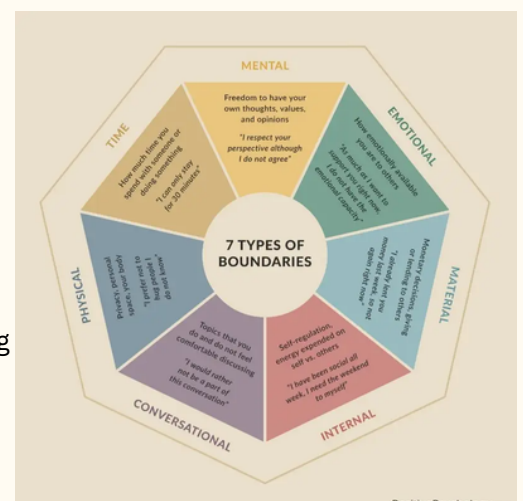 7 TYPES OF
BOUNDARIES
MENTAL
Freedom to have your
own thoughts, values,
and opinions
"I respect your
perspective although
I do not agree"
EMOTIONAL
How emotionally available
you are to others
"As much as I want to
support you right now,
I do not have the
emotional capacity"
MATERIAL
Monetary decisions, giving
or lending to others
"I already lent you
money last week, so not
again right now"
INTERNAL
Self-regulation,
energy expended on
self vs. others
"I have been social all
week, I need the weekend
to myself"
CONVERSATIONAL
Topics that you
do and do not feel
comfortable discussing
"I would rather
not be a part of
this conversation"
PHYSICAL
Privacy, personal
space, your body
"I prefer not to
hug people I
do not know"
TIME
How much time you
spend with someone or
doing something
"I can only stay
for 30 minutes"
g